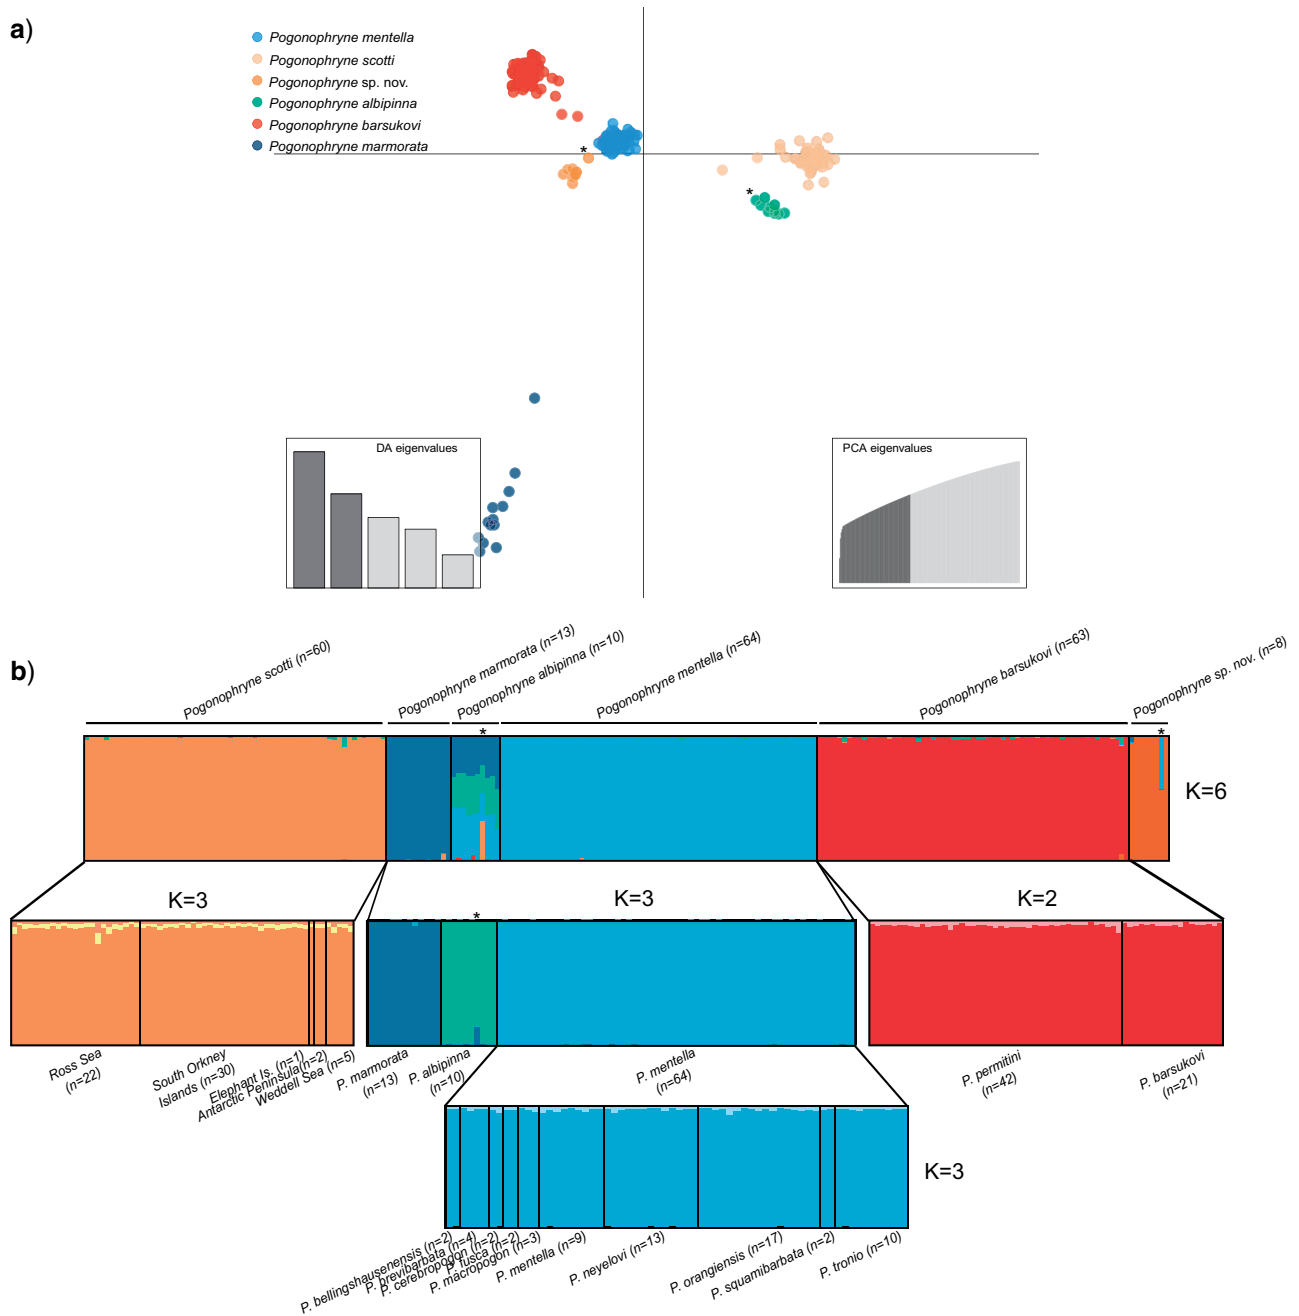 a)
Pogonophryne mentella
Pogonophryne scotti
Pogonophryne sp. nov.
Pogonophryne albipinna
Pogonophryne barsukovi
Pogonophryne marmorata
*
*
DA eigenvalues
PCA eigenvalues
b)
Pogonophryne scotti (n=60)
Pogonophryne marmorata (n=13)
Pogonophryne albipinna (n=10)
Pogonophryne mentella (n=64)
Pogonophryne barsukovi (n=63)
Pogonophryne sp. nov. (n=8)
*
*
K=6
K=3
K=3
K=2
*
Ross Sea
(n=22)
South Orkney
Islands (n=30)
Elephant Is. (n=1)
Antarctic Peninsula(n=2)
Weddell Sea (n=5)
P. marmorata
(n=13)
P. albipinna
(n=10)
P. mentella
(n=64)
P. permitini
(n=42)
P. barsukovi
(n=21)
K=3
P. bellingshausenensis (n=2)
P. brevibarbata (n=4)
P. cerebropogon (n=2)
P. fusca (n=2)
P. macropogon (n=3)
P. mentella (n=9)
P. neyelovi (n=13)
P. orangiensis (n=17)
P. squamibarbata (n=2)
P. tronio (n=10)